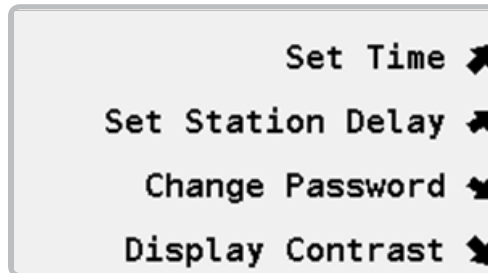 Set Time
Set Station Delay
Change Password
Display Contrast